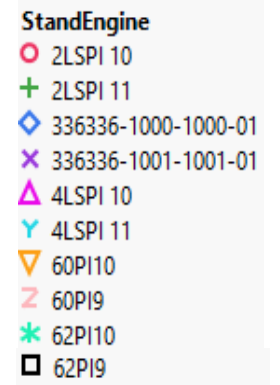 StandEngine
2LSPI 10
2LSPI 11
336336-1000-1000-01
336336-1001-1001-01
4LSPI 10
4LSPI 11
60PI10
60PI9
62PI10
62PI9